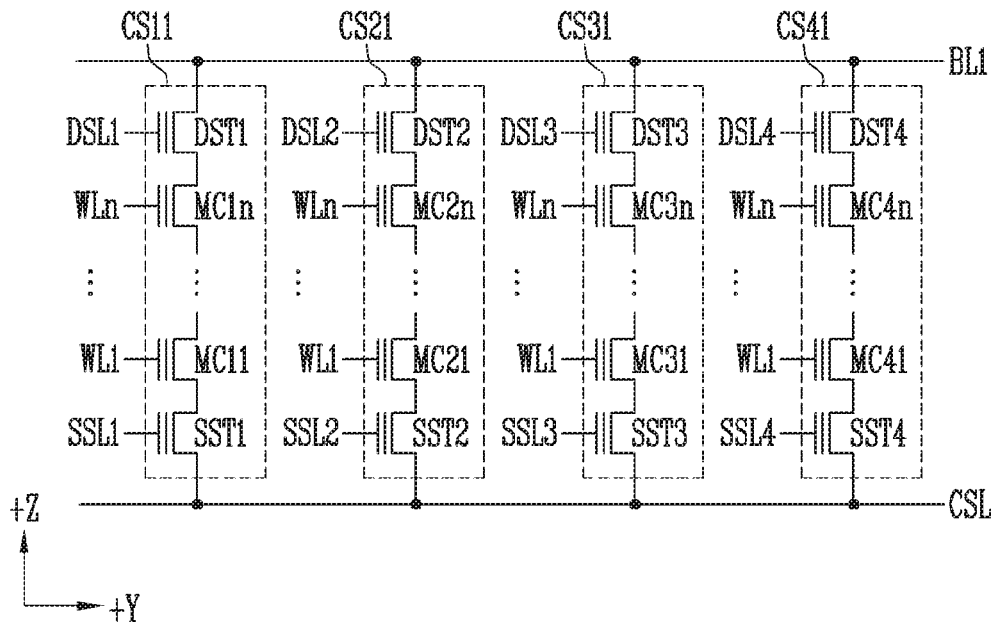 CS11 CS21 CS31 CS41
BL1
DSL1 DST1 DSL2 DST2 DSL3 DST3 DSL4 DST4
WLn MC1n WLn MC2n WLn MC3n WLn MC4n
⋮ ⋮ ⋮ ⋮ ⋮ ⋮ ⋮ ⋮
WL1 MC11 WL1 MC21 WL1 MC31 WL1 MC41
SSL1 SST1 SSL2 SST2 SSL3 SST3 SSL4 SST4
CSL
+Z
+Y